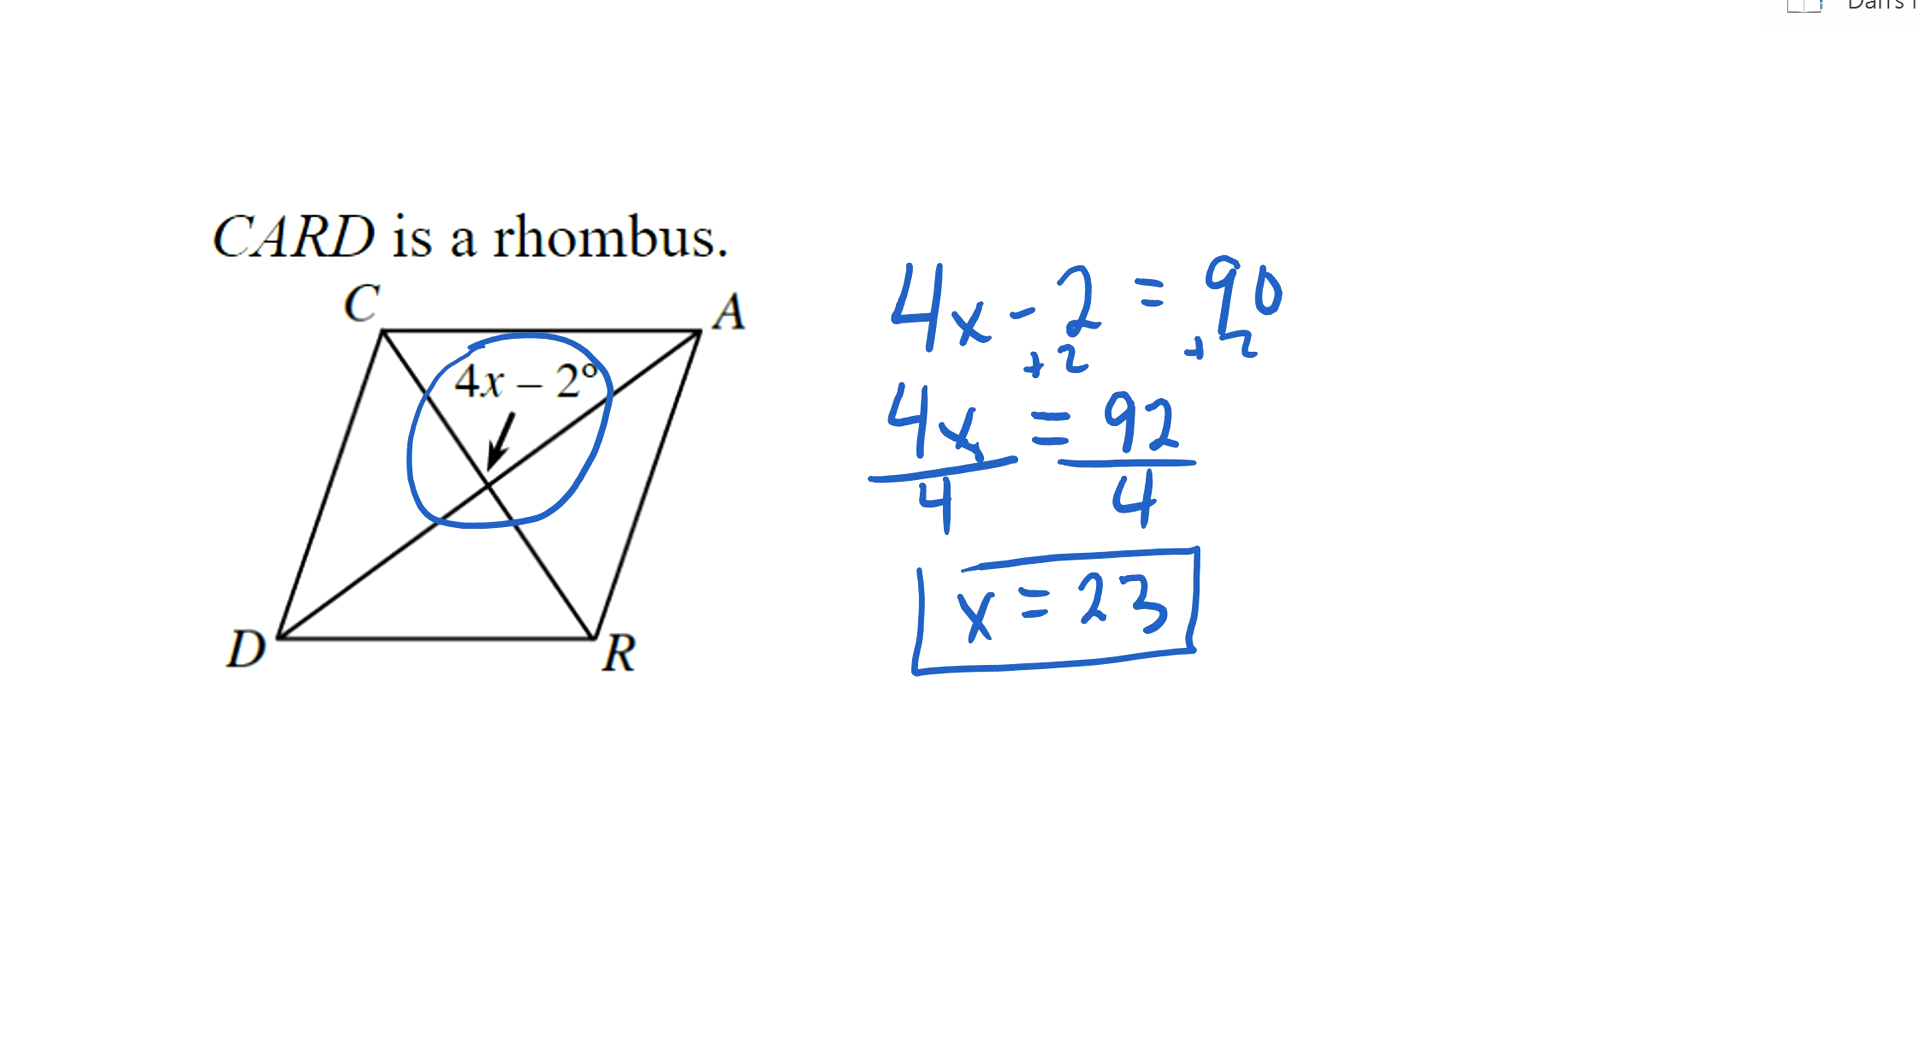 CARD is a rhombus.
C
A
4x – 2°
D
R
4x - 2 = 90
+2 +2
4x = 92
4 4
x = 23